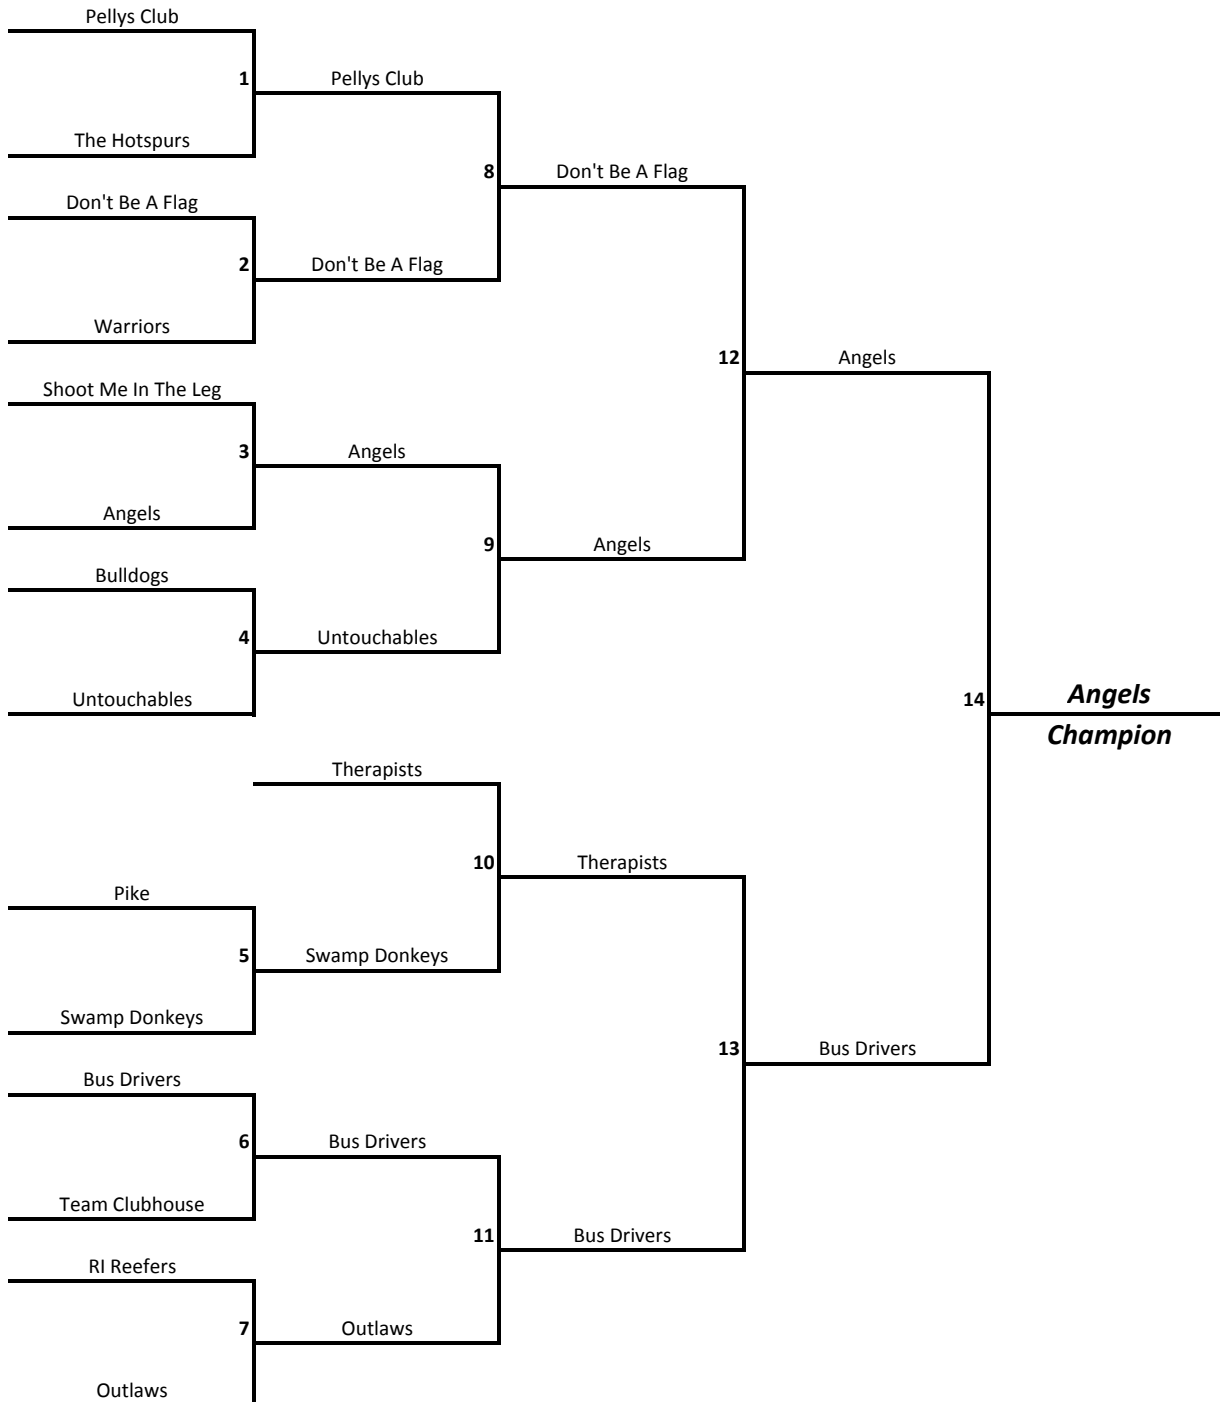 Pellys Club
1
Pellys Club
The Hotspurs
8
Don't Be A Flag
Don't Be A Flag
2
Don't Be A Flag
Warriors
12
Angels
Shoot Me In The Leg
3
Angels
Angels
9
Angels
Bulldogs
4
Untouchables
Untouchables
14
Angels
Champion
Therapists
10
Therapists
Pike
5
Swamp Donkeys
Swamp Donkeys
13
Bus Drivers
Bus Drivers
6
Bus Drivers
Team Clubhouse
11
Bus Drivers
RI Reefers
7
Outlaws
Outlaws